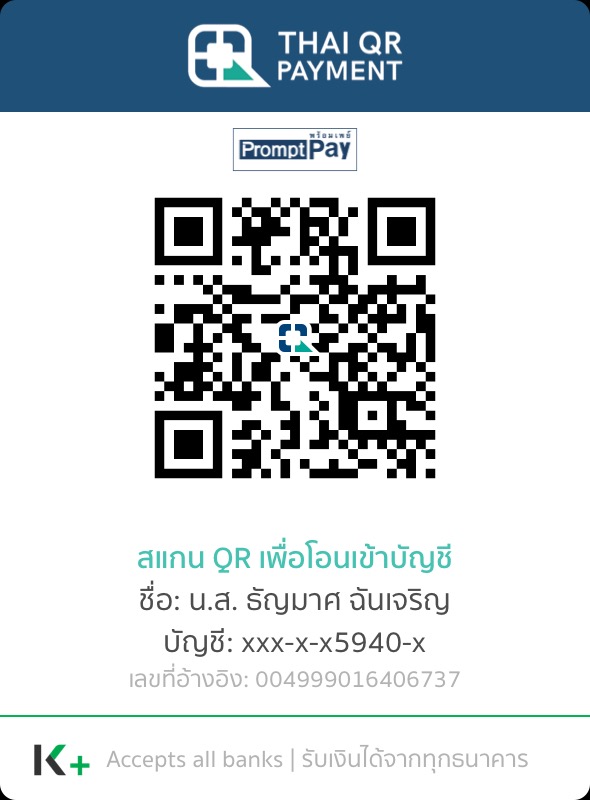 THAI QR
PAYMENT
พร้อมเพย์
PromptPay
สแกน QR เพื่อโอนเข้าบัญชี
ชื่อ: น.ส. ธัญมาศ ฉันเจริญ
บัญชี: xxx-x-x5940-x
เลขที่อ้างอิง: 004999016406737
K+ Accepts all banks | รับเงินได้จากทุกธนาคาร